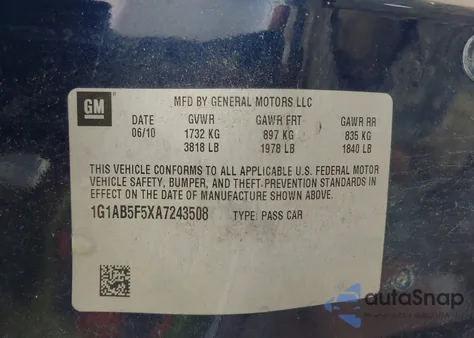 GM
MFD BY GENERAL MOTORS LLC
DATE GVWR GAWR FRT GAWR RR
06/10 1732 KG 897 KG 835 KG
3818 LB 1978 LB 1840 LB
THIS VEHICLE CONFORMS TO ALL APPLICABLE U.S. FEDERAL MOTOR
VEHICLE SAFETY, BUMPER, AND THEFT-PREVENTION STANDARDS IN
EFFECT ON THE DATE OF MANUFACTURE SHOWN ABOVE.
1G1AB5F5XA7243508 TYPE: PASS CAR
autoSnap